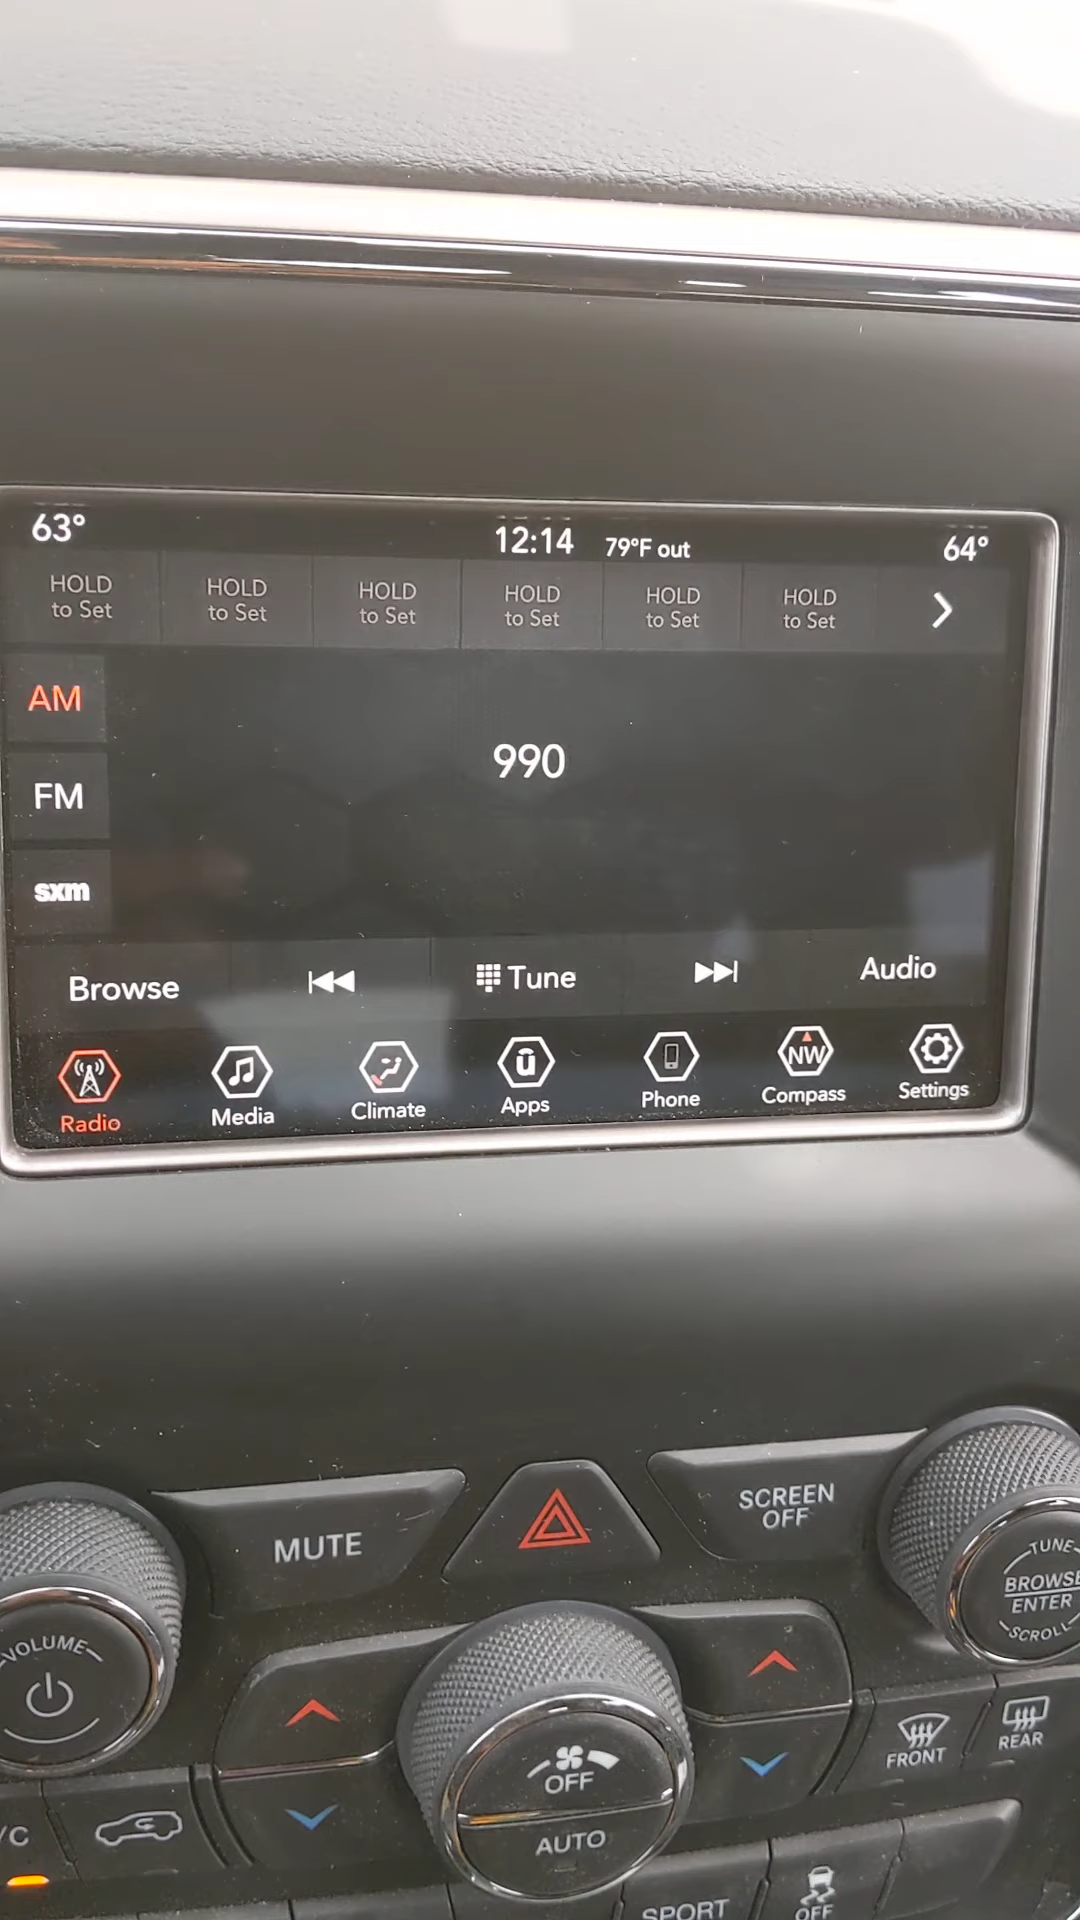 63° 12:14 79°F out 64°
HOLD to Set HOLD to Set HOLD to Set HOLD to Set HOLD to Set HOLD to Set
AM
990
FM
sxm
Browse Tune Audio
Radio Media Climate Apps Phone NW Compass Settings
MUTE
SCREEN
OFF
TUNE
BROWSE
ENTER
SCROLL
VOLUME
OFF
AUTO
FRONT
REAR
/C
SPORT
OFF